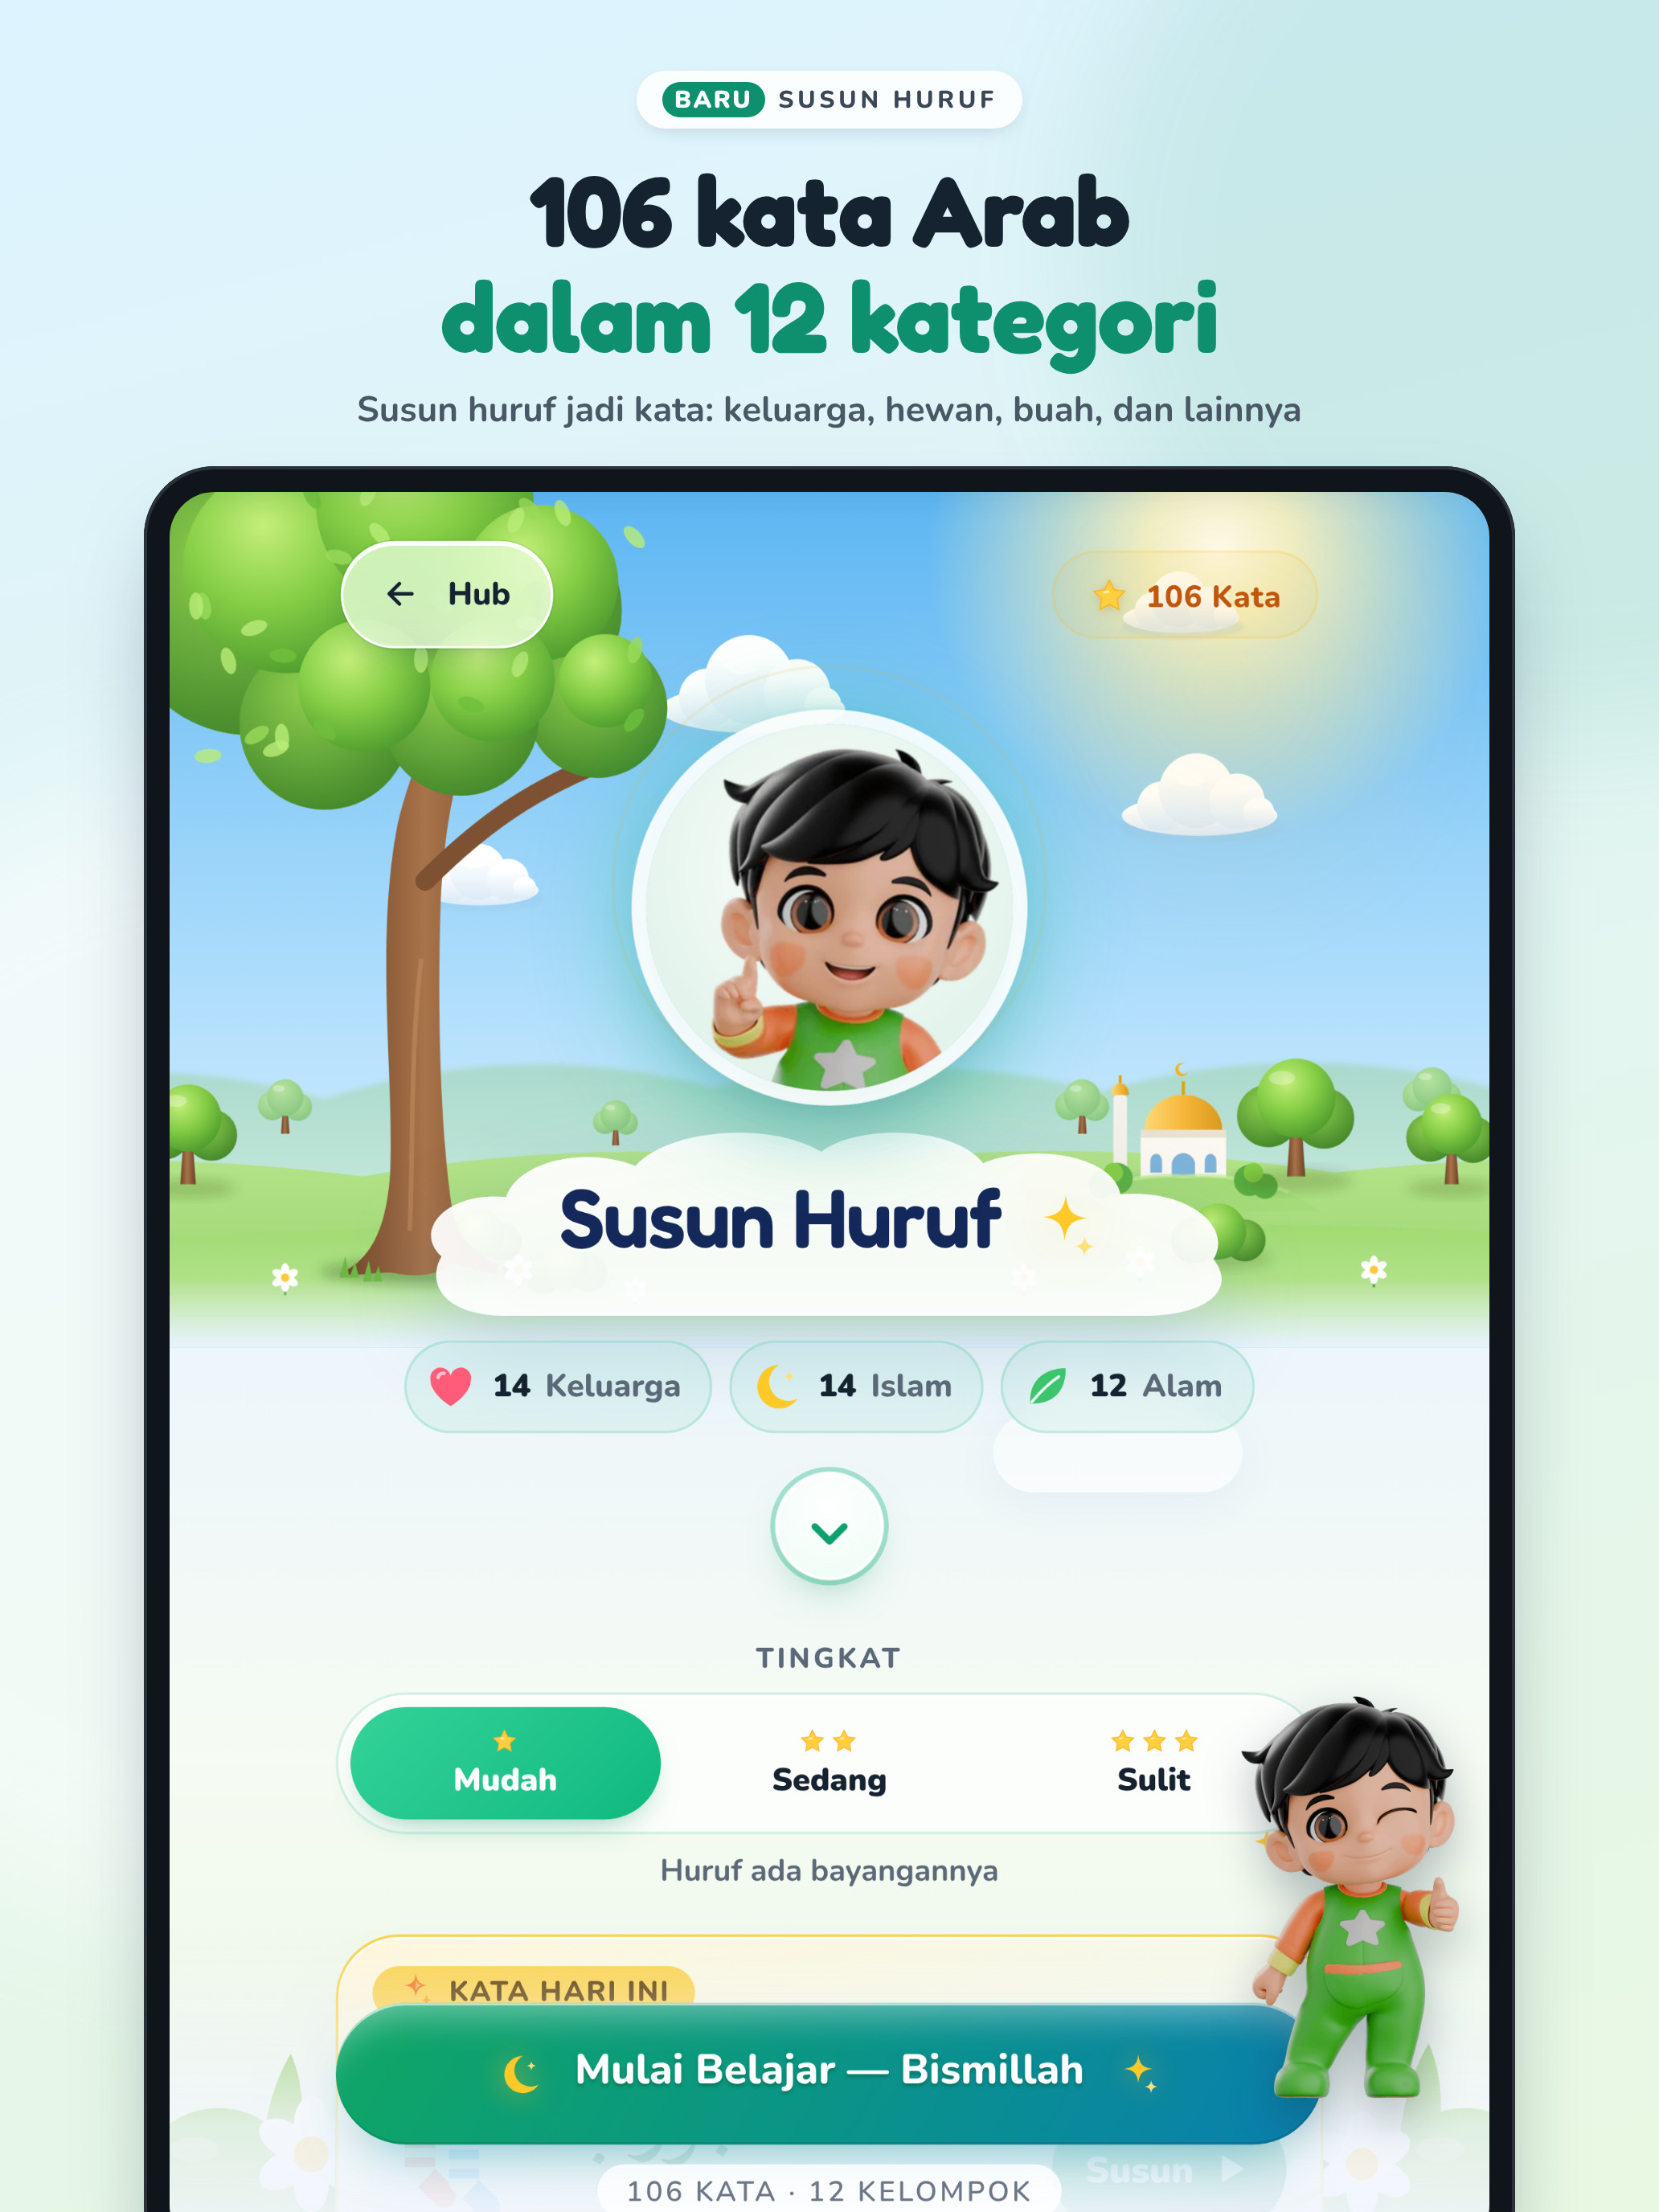 BARU SUSUN HURUF
106 kata Arab
dalam 12 kategori
Susun huruf jadi kata: keluarga, hewan, buah, dan lainnya
← Hub
106 Kata
Susun Huruf
14 Keluarga
14 Islam
12 Alam
TINGKAT
Mudah
Sedang
Sulit
Huruf ada bayangannya
KATA HARI INI
Mulai Belajar — Bismillah
Susun
106 KATA · 12 KELOMPOK